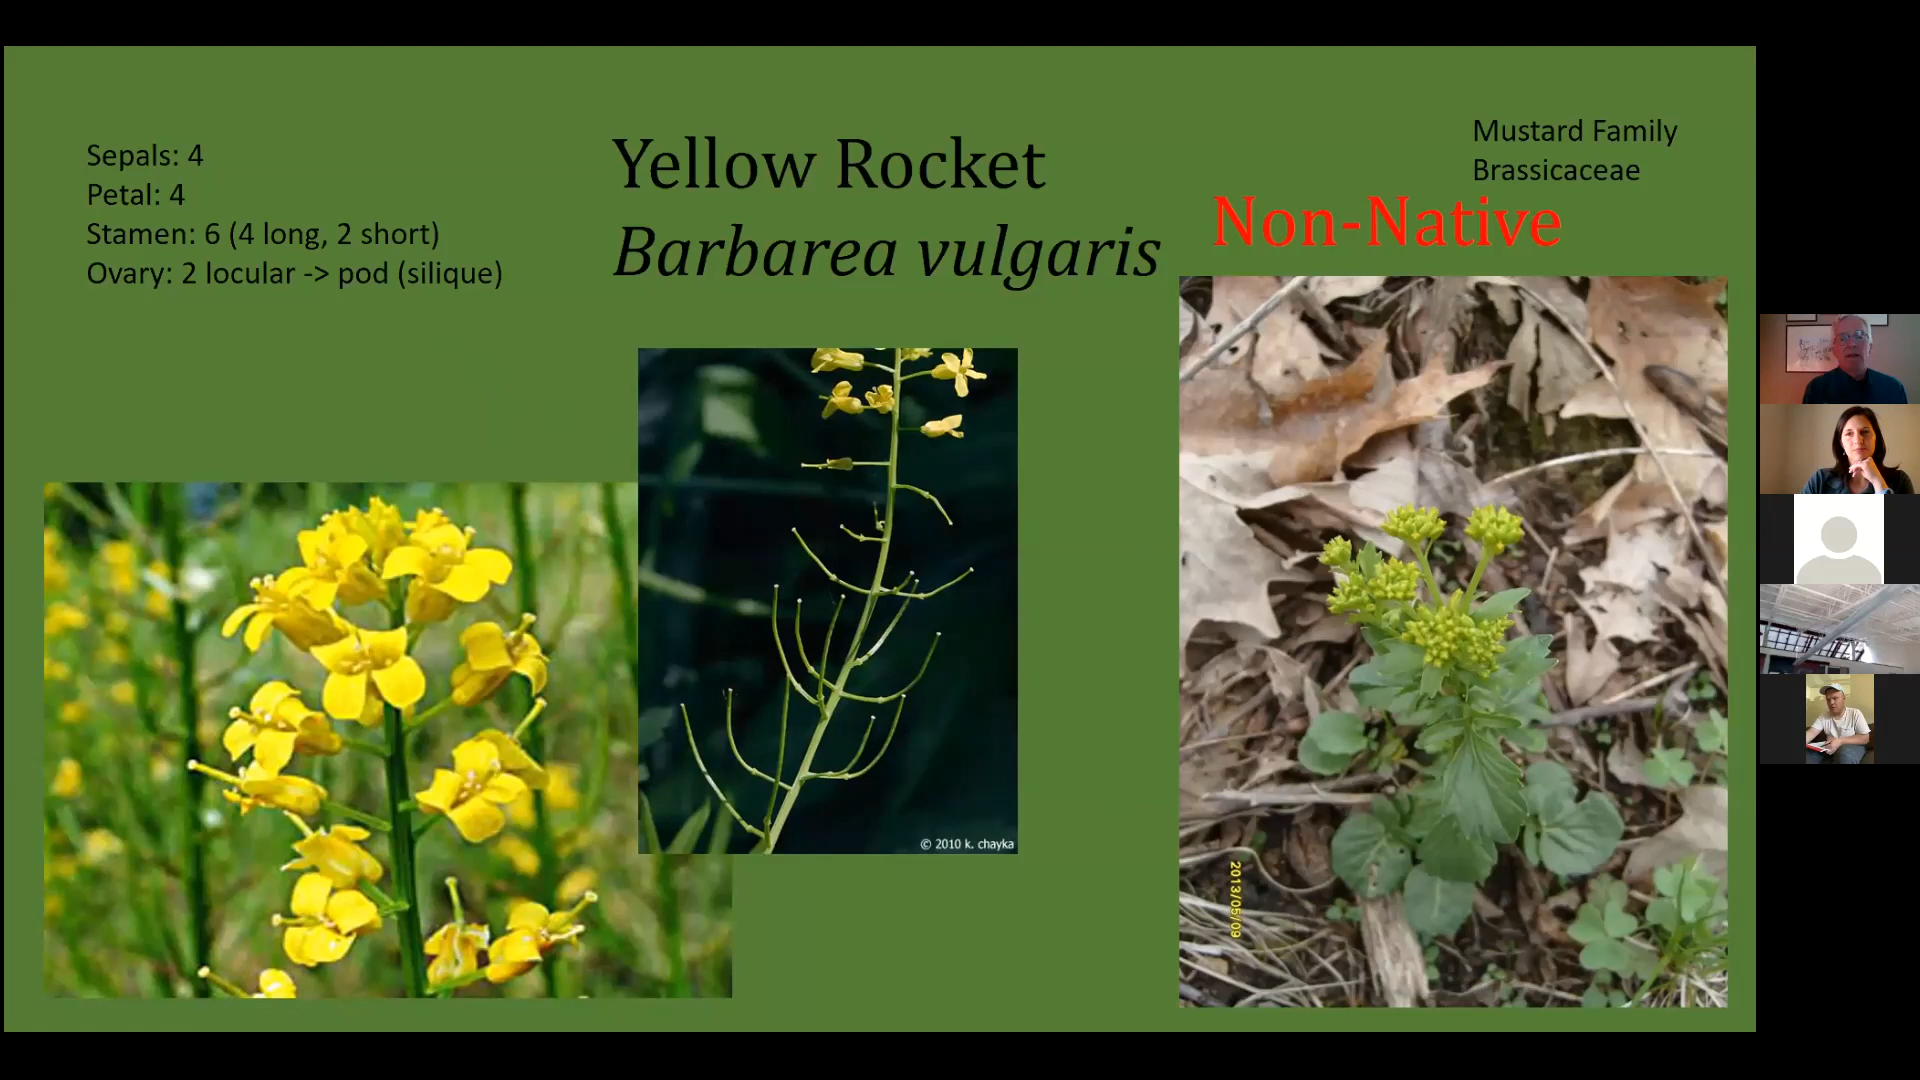 Sepals: 4
Petal: 4
Stamen: 6 (4 long, 2 short)
Ovary: 2 locular -> pod (silique)
Yellow Rocket
Barbarea vulgaris
Mustard Family
Brassicaceae
Non-Native
© 2010 k. chayka
2013/05/09